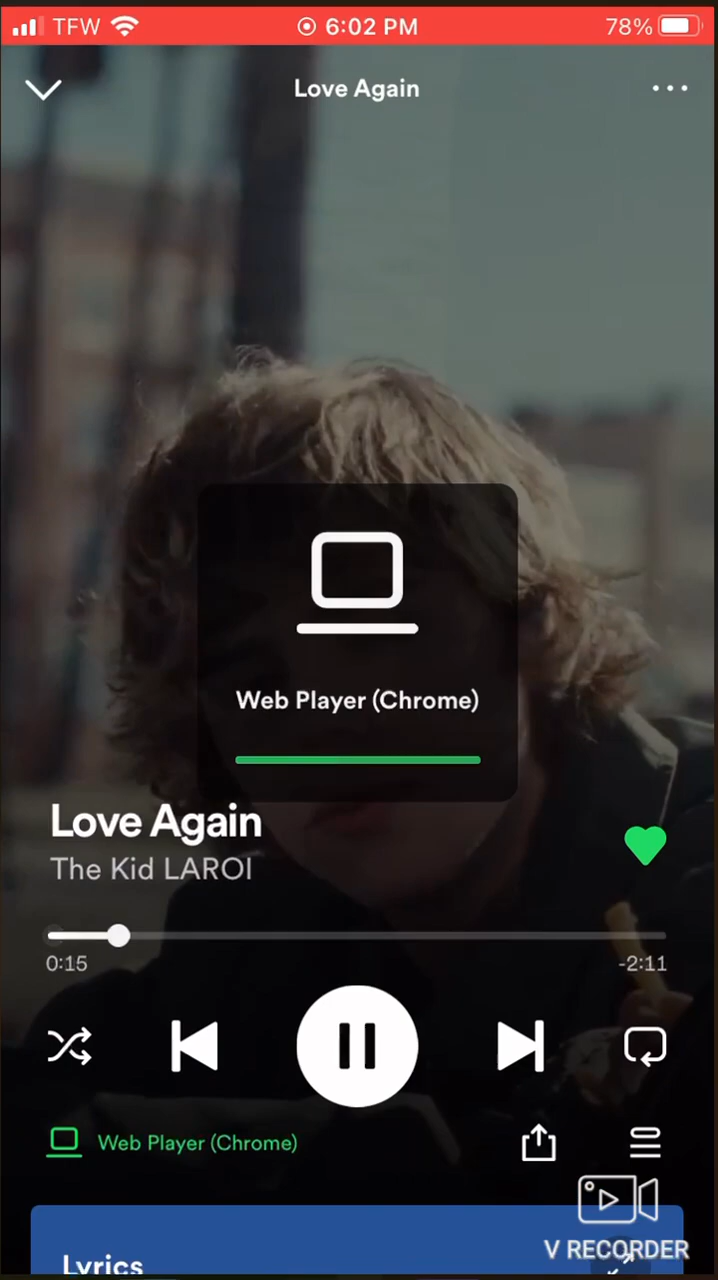 TFW 6:02 PM 78%
Love Again
Web Player (Chrome)
Love Again
The Kid LAROI
0:15 -2:11
Web Player (Chrome)
V RECORDER
Lyrics